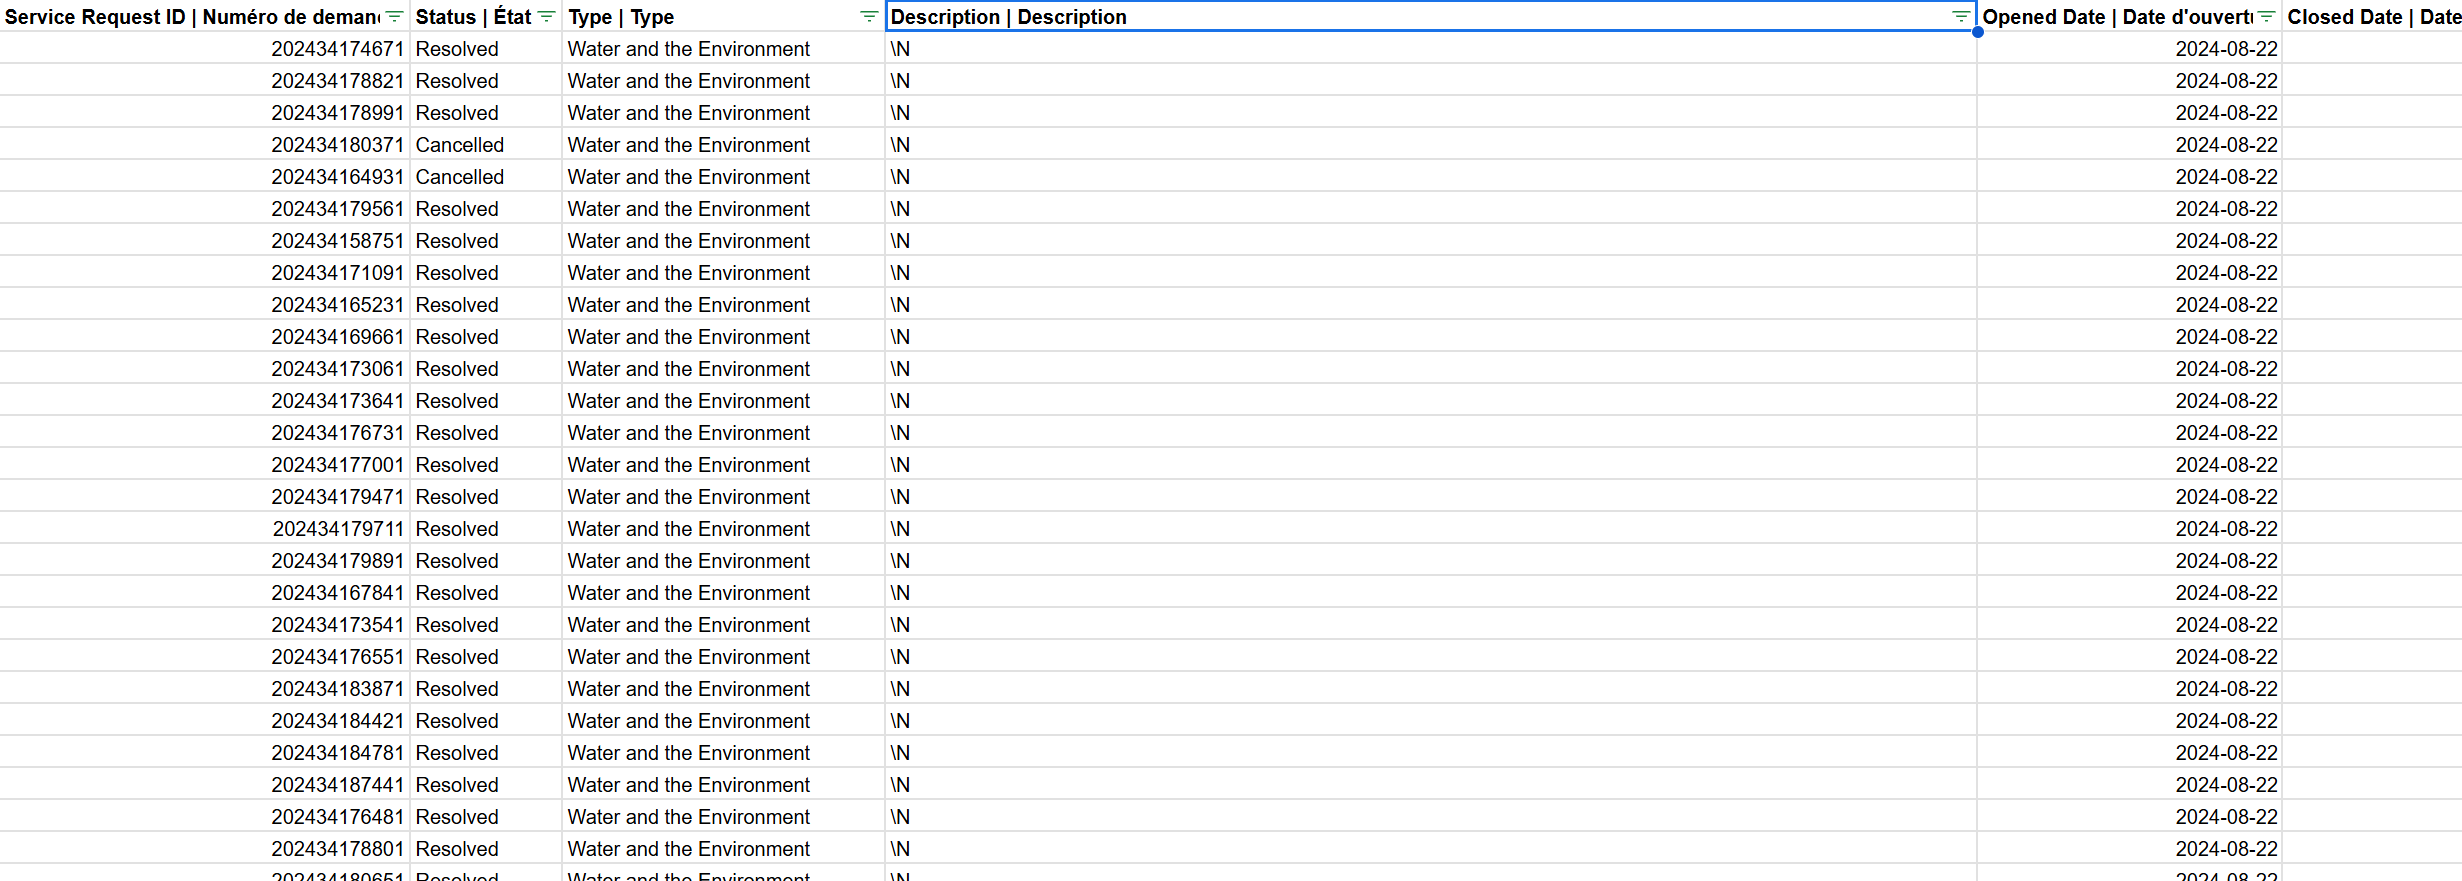 Service Request ID | Numéro de deman Status | État Type | Type Description | Description Opened Date | Date d'ouvert Closed Date | Date
202434174671 Resolved Water and the Environment \N 2024-08-22
202434178821 Resolved Water and the Environment \N 2024-08-22
202434178991 Resolved Water and the Environment \N 2024-08-22
202434180371 Cancelled Water and the Environment \N 2024-08-22
202434164931 Cancelled Water and the Environment \N 2024-08-22
202434179561 Resolved Water and the Environment \N 2024-08-22
202434158751 Resolved Water and the Environment \N 2024-08-22
202434171091 Resolved Water and the Environment \N 2024-08-22
202434165231 Resolved Water and the Environment \N 2024-08-22
202434169661 Resolved Water and the Environment \N 2024-08-22
202434173061 Resolved Water and the Environment \N 2024-08-22
202434173641 Resolved Water and the Environment \N 2024-08-22
202434176731 Resolved Water and the Environment \N 2024-08-22
202434177001 Resolved Water and the Environment \N 2024-08-22
202434179471 Resolved Water and the Environment \N 2024-08-22
202434179711 Resolved Water and the Environment \N 2024-08-22
202434179891 Resolved Water and the Environment \N 2024-08-22
202434167841 Resolved Water and the Environment \N 2024-08-22
202434173541 Resolved Water and the Environment \N 2024-08-22
202434176551 Resolved Water and the Environment \N 2024-08-22
202434183871 Resolved Water and the Environment \N 2024-08-22
202434184421 Resolved Water and the Environment \N 2024-08-22
202434184781 Resolved Water and the Environment \N 2024-08-22
202434187441 Resolved Water and the Environment \N 2024-08-22
202434176481 Resolved Water and the Environment \N 2024-08-22
202434178801 Resolved Water and the Environment \N 2024-08-22
202434180651 Resolved Water and the Environment \N 2024-08-22